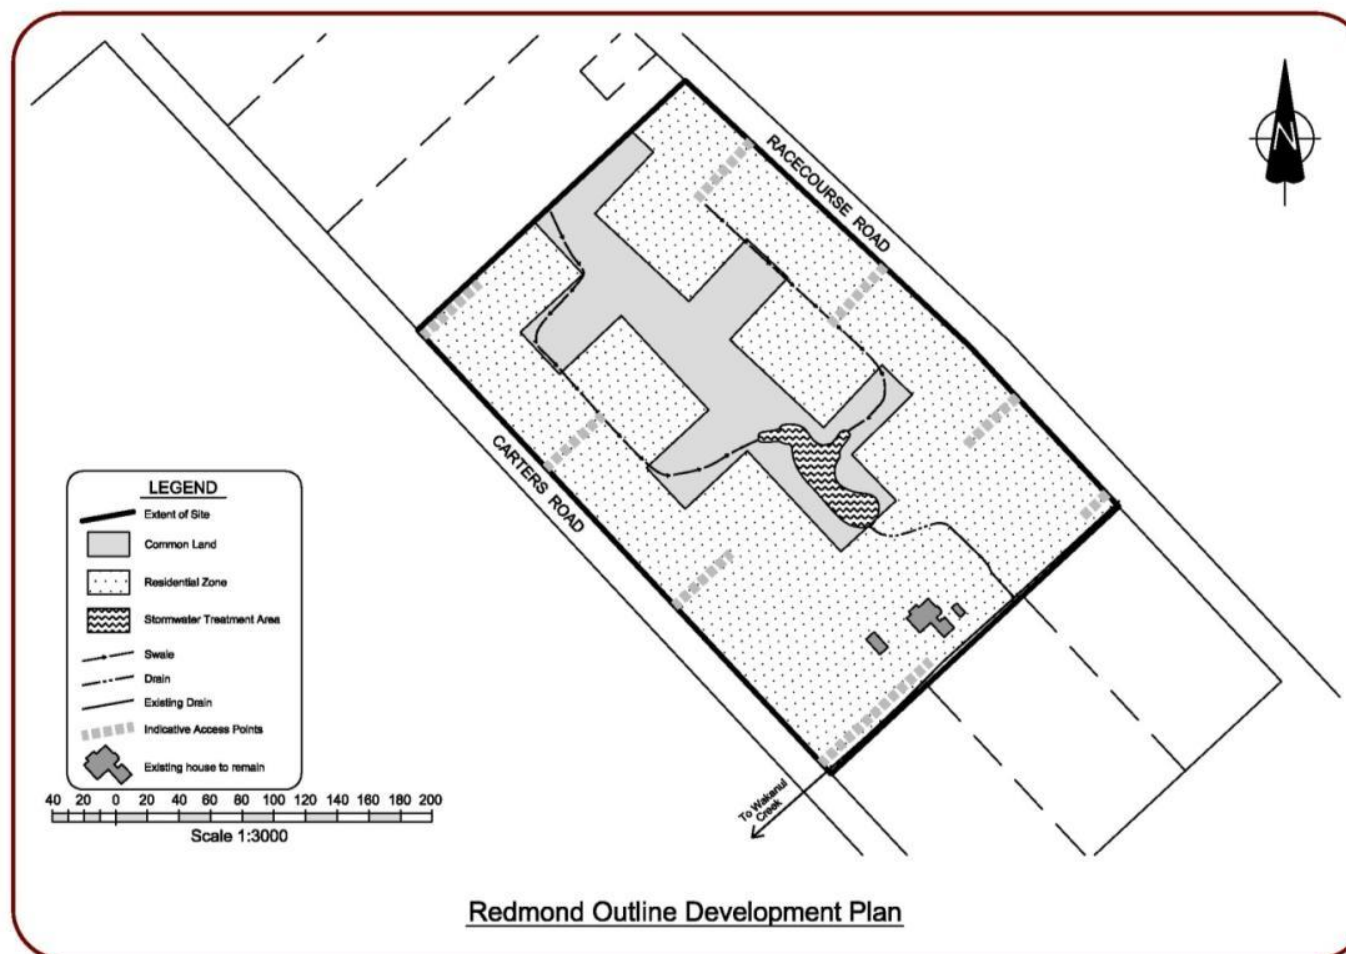 N
RACECOURSE ROAD
CARTERS ROAD
LEGEND
Extent of Site
Common Land
Residential Zone
Stormwater Treatment Area
Swale
Drain
Existing Drain
Indicative Access Points
Existing house to remain
40 20 0 20 40 60 80 100 120 140 160 180 200
Scale 1:3000
To Wakanui
Creek
Redmond Outline Development Plan